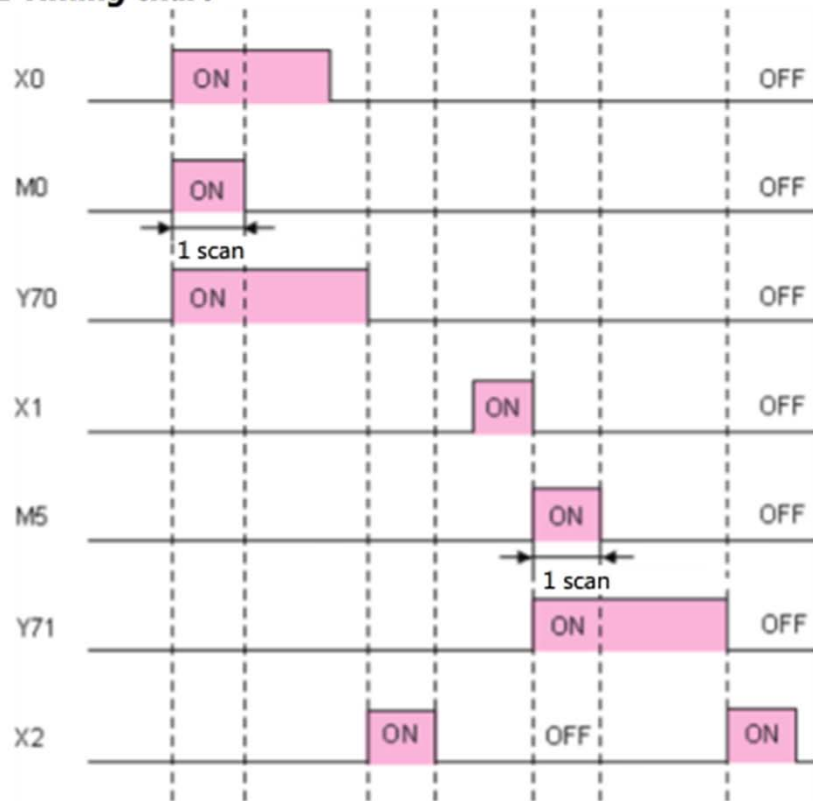 X0 ON OFF
M0 ON OFF
1 scan
Y70 ON OFF
X1 ON OFF
M5 ON OFF
1 scan
Y71 ON OFF
X2 ON OFF ON